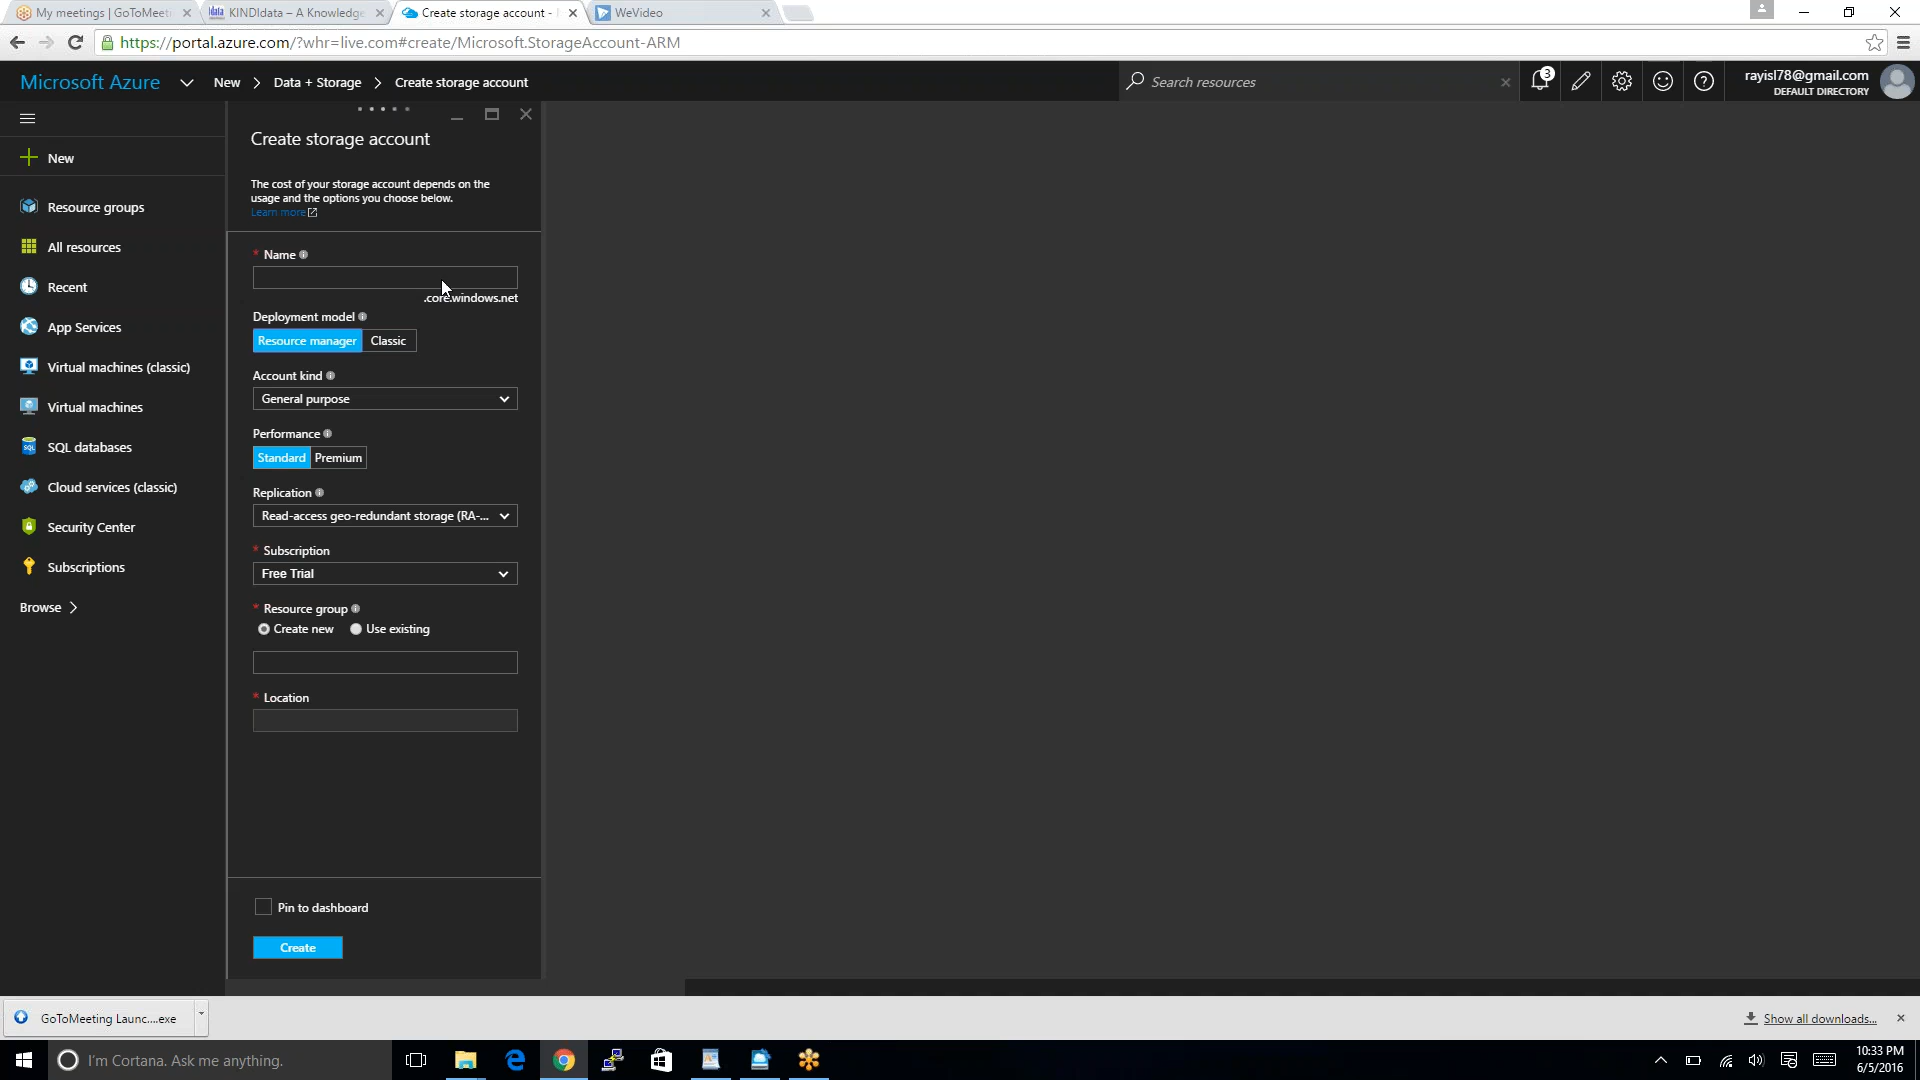 My meetings | GoToMeeti
KINDIdata – A Knowledge
Create storage account -
WeVideo
https://portal.azure.com/?whr=live.com#create/Microsoft.StorageAccount-ARM
Microsoft Azure
New > Data + Storage > Create storage account
Search resources
3
rayisl78@gmail.com
DEFAULT DIRECTORY
New
Resource groups
All resources
Recent
App Services
Virtual machines (classic)
Virtual machines
SQL databases
Cloud services (classic)
Security Center
Subscriptions
Browse >
Create storage account
The cost of your storage account depends on the
usage and the options you choose below.
Learn more
* Name
.core.windows.net
Deployment model
Resource manager Classic
Account kind
General purpose
Performance
Standard Premium
Replication
Read-access geo-redundant storage (RA-...
* Subscription
Free Trial
* Resource group
Create new Use existing
* Location
Pin to dashboard
Create
GoToMeeting Launc....exe
Show all downloads...
I'm Cortana. Ask me anything.
10:33 PM
6/5/2016